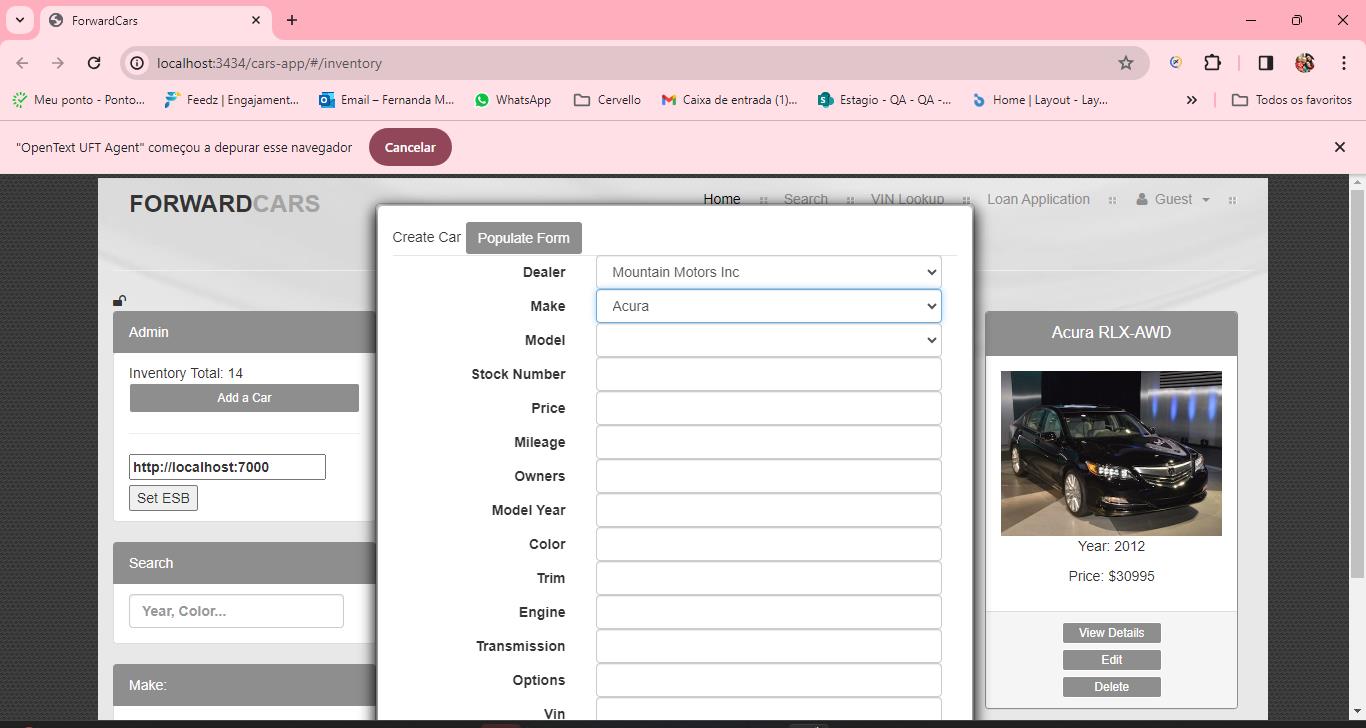 ForwardCars
localhost:3434/cars-app/#/inventory
Meu ponto - Ponto... Feedz | Engajament... Email – Fernanda M... WhatsApp Cervello Caixa de entrada (1)... Estagio - QA - QA -... Home | Layout - Lay... » Todos os favoritos
"OpenText UFT Agent" começou a depurar esse navegador Cancelar
FORWARDCARS
Home Search VIN Lookup Loan Application Guest
Create Car Populate Form
Dealer Mountain Motors Inc
Make Acura
Model
Stock Number
Price
Mileage
Owners
Model Year
Color
Trim
Engine
Transmission
Options
Vin
Admin
Inventory Total: 14
Add a Car
http://localhost:7000
Set ESB
Search
Year, Color...
Make:
Acura RLX-AWD
Year: 2012
Price: $30995
View Details
Edit
Delete